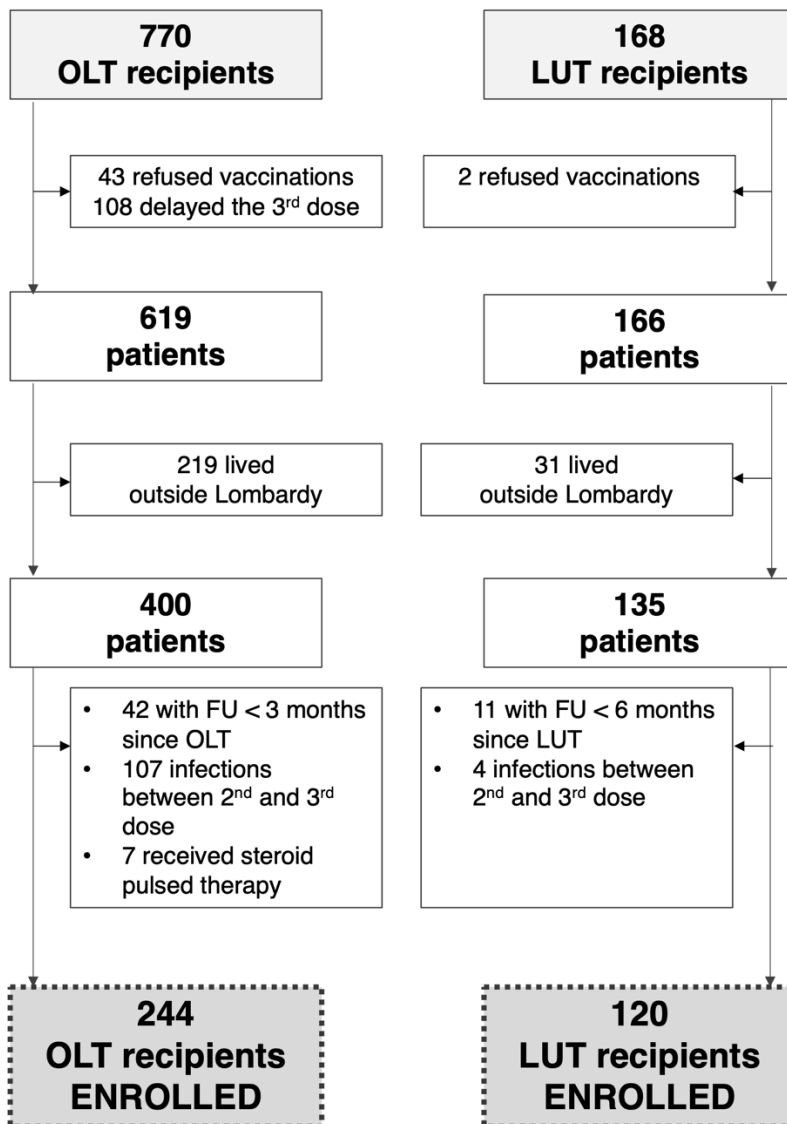 770
OLT recipients
168
LUT recipients
43 refused vaccinations
108 delayed the 3rd dose
2 refused vaccinations
619
patients
166
patients
219 lived
outside Lombardy
31 lived
outside Lombardy
400
patients
135
patients
• 42 with FU < 3 months
since OLT
• 107 infections
between 2nd and 3rd
dose
• 7 received steroid
pulsed therapy
• 11 with FU < 6 months
since LUT
• 4 infections between
2nd and 3rd dose
244
OLT recipients
ENROLLED
120
LUT recipients
ENROLLED